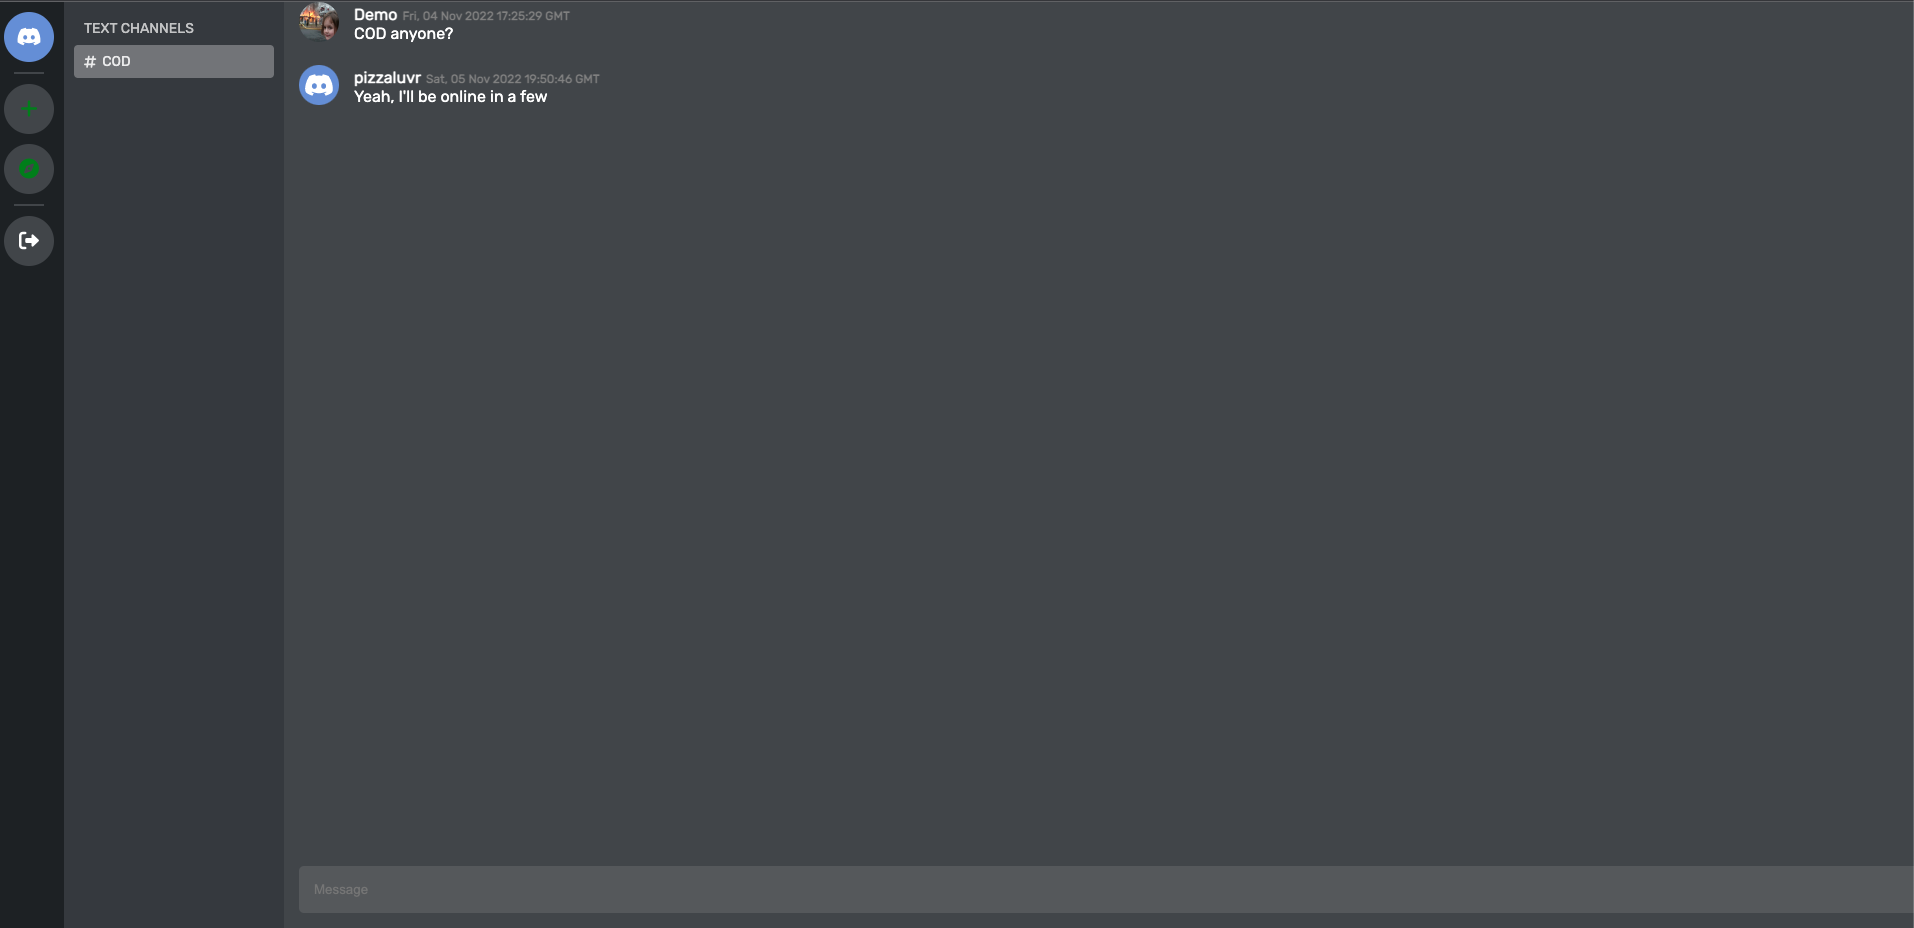 TEXT CHANNELS
# COD
Demo Fri, 04 Nov 2022 17:25:29 GMT
COD anyone?
pizzaluvr Sat, 05 Nov 2022 19:50:46 GMT
Yeah, I'll be online in a few
Message